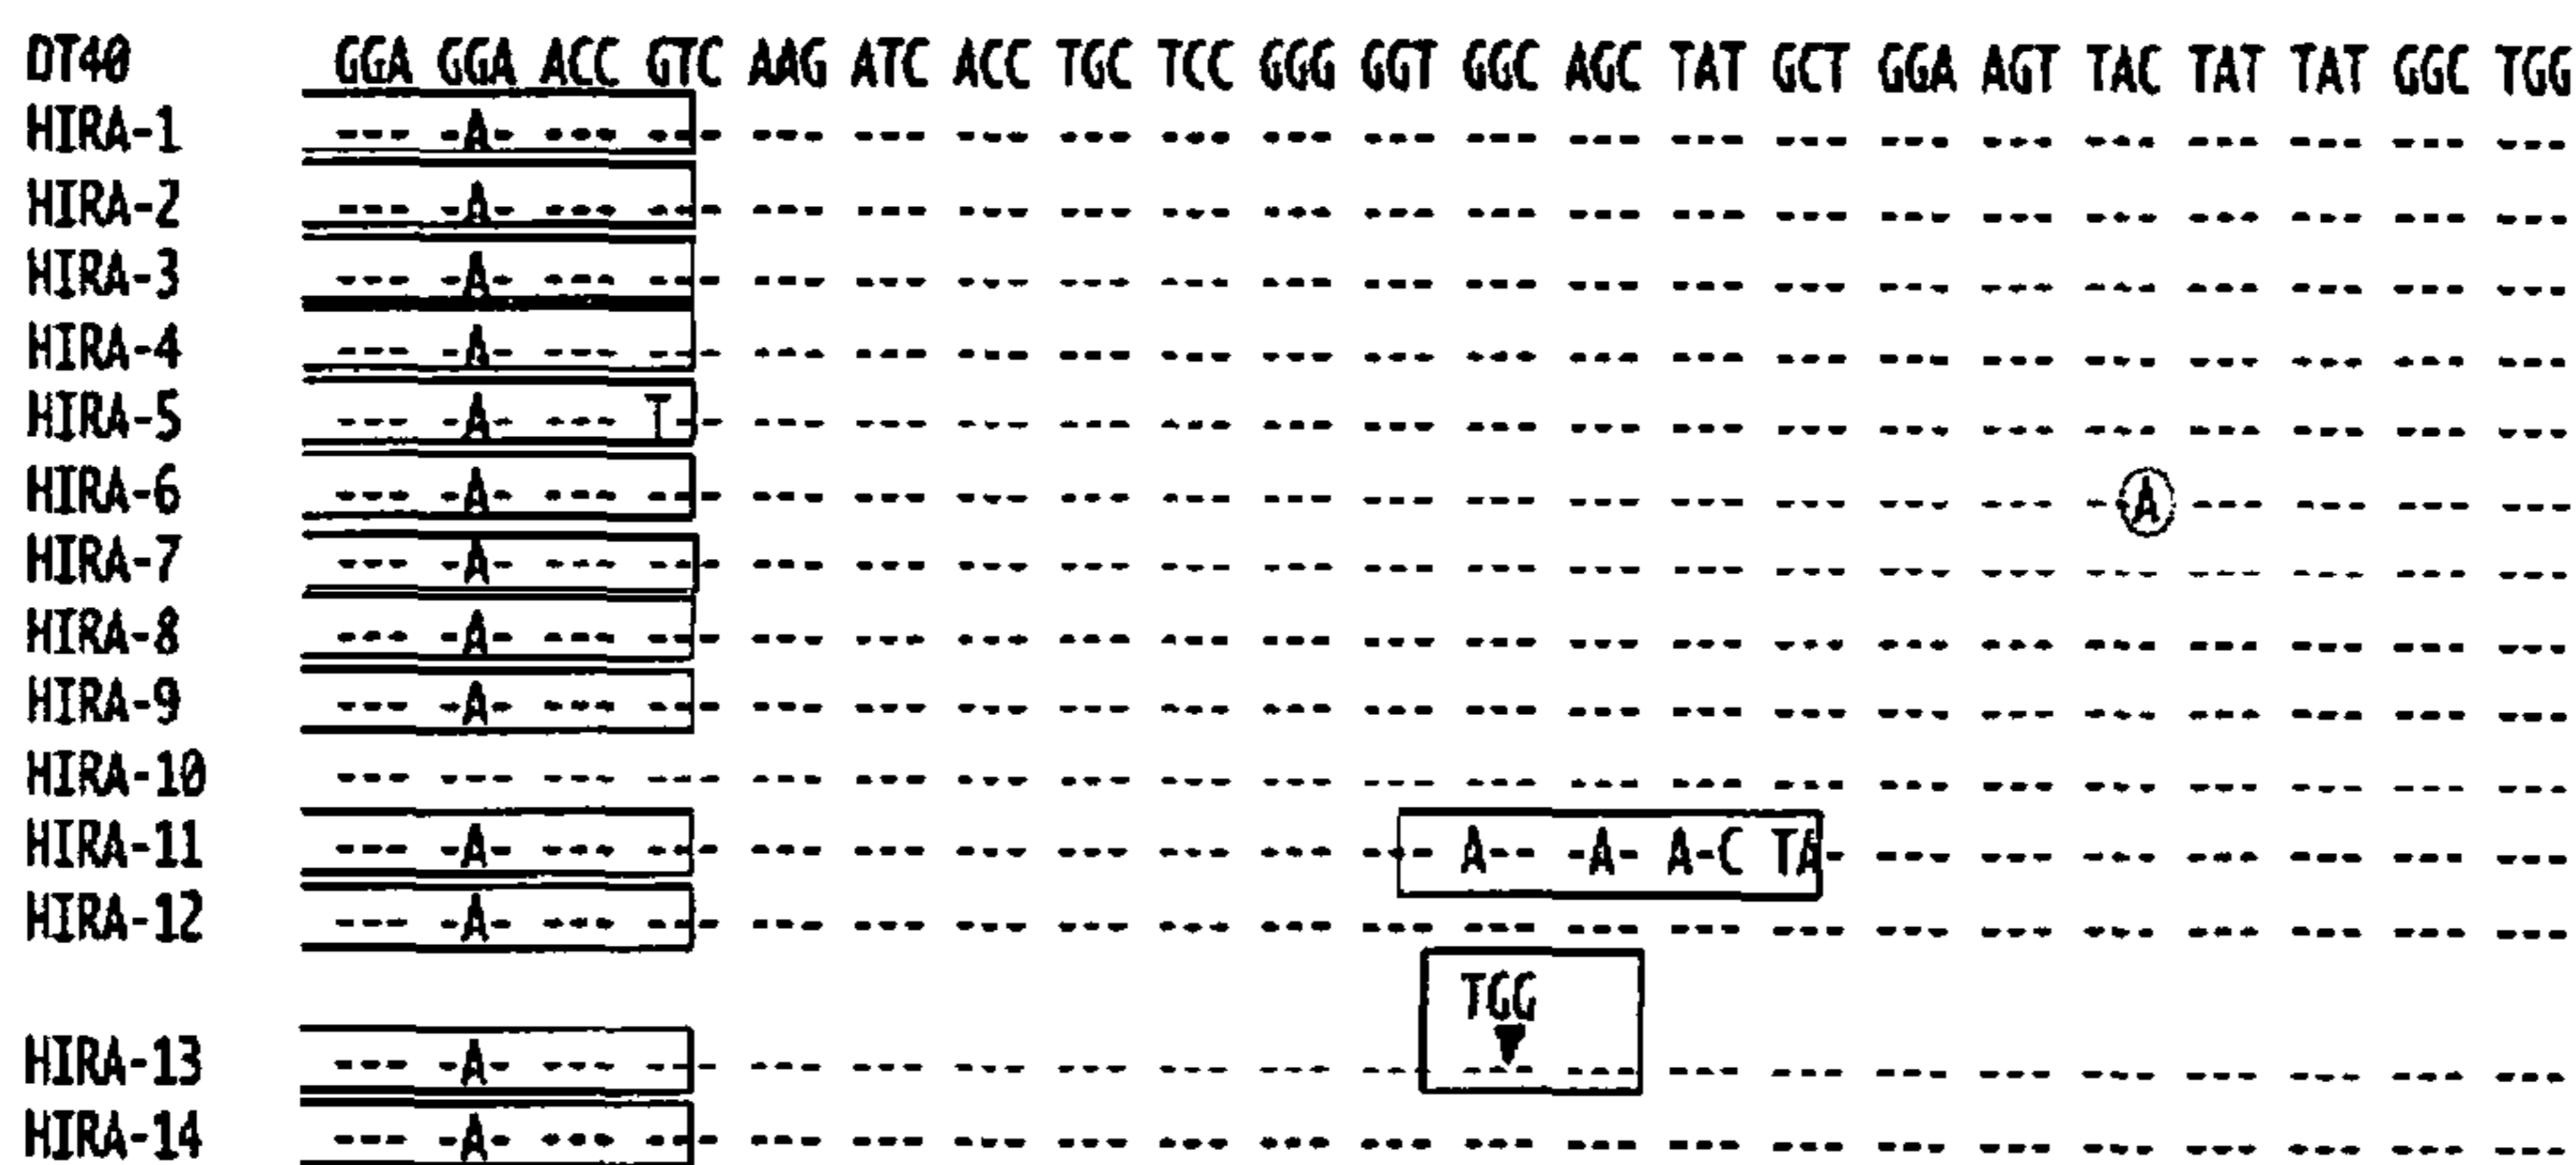 DT40 GGA GGA ACC GTC AAG ATC ACC TGC TCC GGG GGT GGC AGC TAT GCT GGA AGT TAC TAT TAT GGC TGG
HIRA-1 --- -A- --- --- --- --- --- --- --- --- --- --- --- --- --- --- --- --- --- --- --- ---
HIRA-2 --- -A- --- --- --- --- --- --- --- --- --- --- --- --- --- --- --- --- --- --- --- ---
HIRA-3 --- -A- --- --- --- --- --- --- --- --- --- --- --- --- --- --- --- --- --- --- --- ---
HIRA-4 --- -A- --- --- --- --- --- --- --- --- --- --- --- --- --- --- --- --- --- --- --- ---
HIRA-5 --- -A- --- T-- --- --- --- --- --- --- --- --- --- --- --- --- --- --- --- --- --- ---
HIRA-6 --- -A- --- --- --- --- --- --- --- --- --- --- --- --- --- --- --- --A --- --- --- ---
HIRA-7 --- -A- --- --- --- --- --- --- --- --- --- --- --- --- --- --- --- --- --- --- --- ---
HIRA-8 --- -A- --- --- --- --- --- --- --- --- --- --- --- --- --- --- --- --- --- --- --- ---
HIRA-9 --- -A- --- --- --- --- --- --- --- --- --- --- --- --- --- --- --- --- --- --- --- ---
HIRA-10 --- --- --- --- --- --- --- --- --- --- --- --- --- --- --- --- --- --- --- --- --- ---
HIRA-11 --- -A- --- --- --- --- --- --- --- --- --- A-- -A- A-C TA- --- --- --- --- --- --- ---
HIRA-12 --- -A- --- --- --- --- --- --- --- --- --- --- --- --- --- --- --- --- --- --- --- ---
TGG
HIRA-13 --- -A- --- --- --- --- --- --- --- --- --- --- --- --- --- --- --- --- --- --- --- ---
HIRA-14 --- -A- --- --- --- --- --- --- --- --- --- --- --- --- --- --- --- --- --- --- --- ---